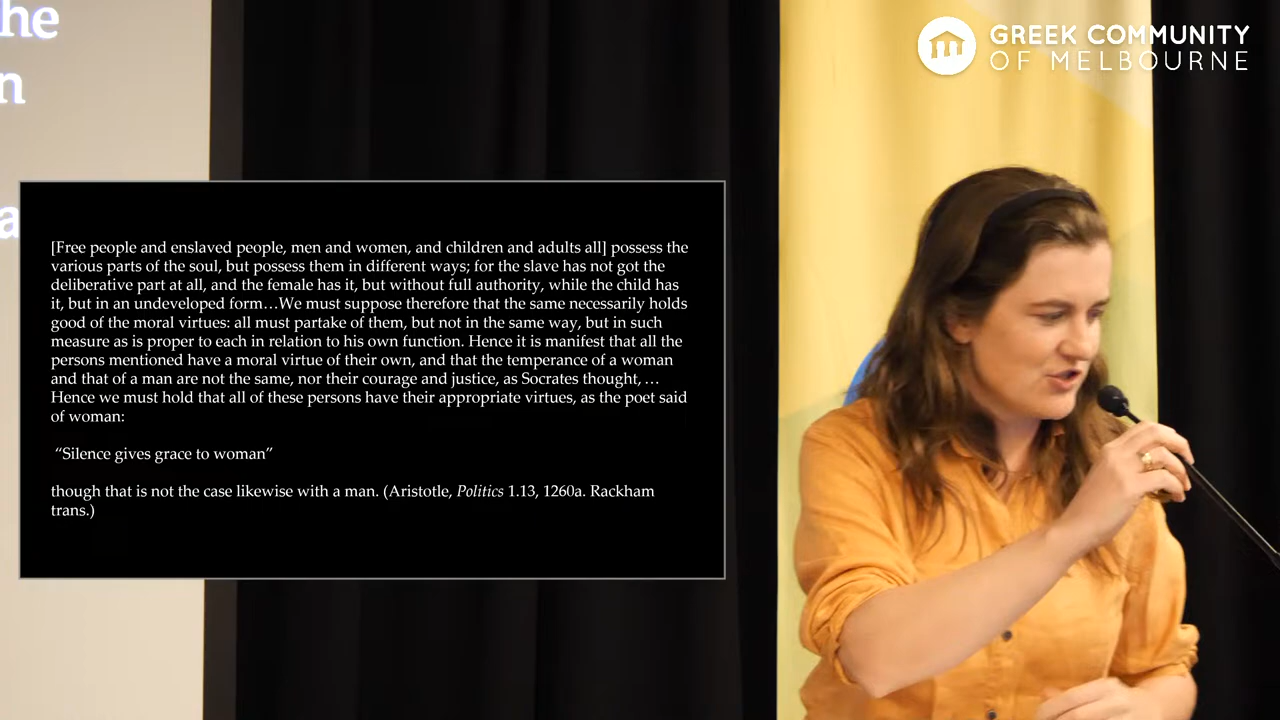 he
n
a
GREEK COMMUNITY
OF MELBOURNE
[Free people and enslaved people, men and women, and children and adults all] possess the
various parts of the soul, but possess them in different ways; for the slave has not got the
deliberative part at all, and the female has it, but without full authority, while the child has
it, but in an undeveloped form…We must suppose therefore that the same necessarily holds
good of the moral virtues: all must partake of them, but not in the same way, but in such
measure as is proper to each in relation to his own function. Hence it is manifest that all the
persons mentioned have a moral virtue of their own, and that the temperance of a woman
and that of a man are not the same, nor their courage and justice, as Socrates thought, …
Hence we must hold that all of these persons have their appropriate virtues, as the poet said
of woman:
“Silence gives grace to woman”
though that is not the case likewise with a man. (Aristotle, Politics 1.13, 1260a. Rackham
trans.)